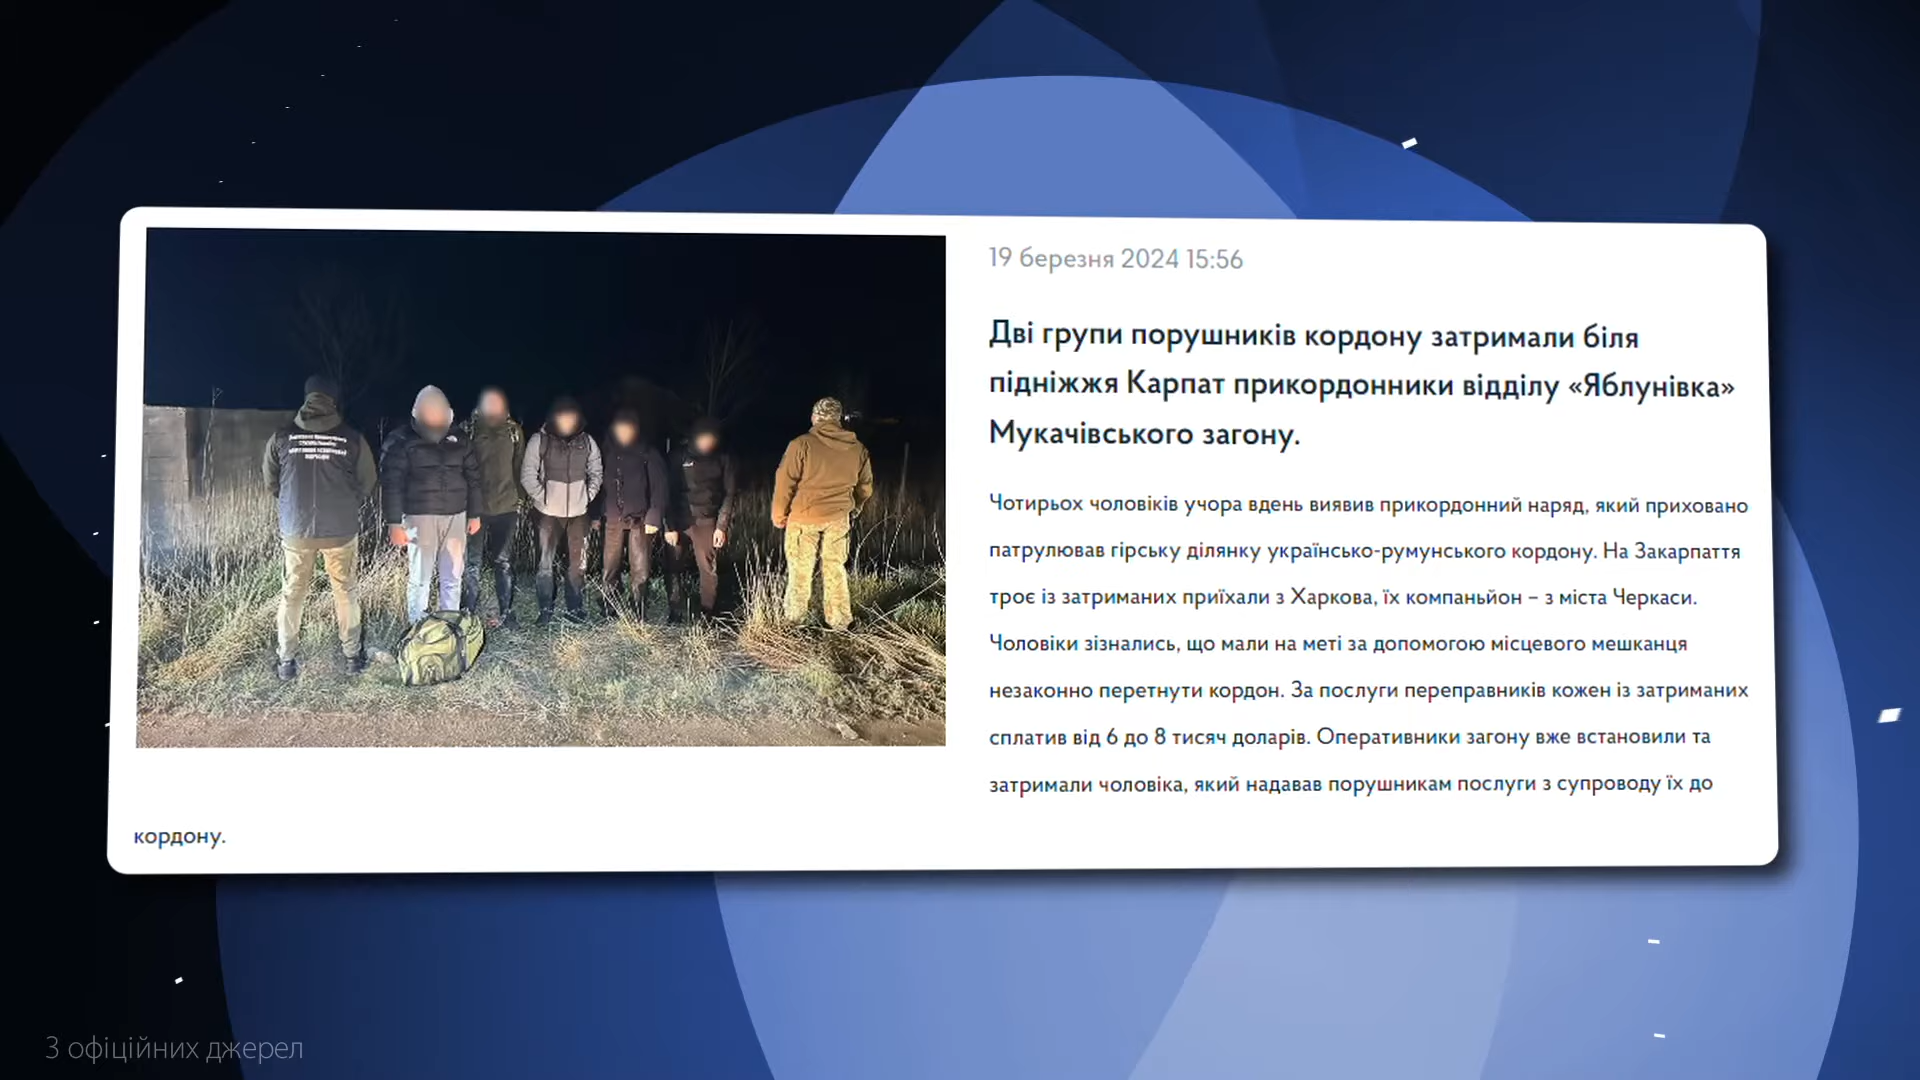 19 березня 2024 15:56
Дві групи порушників кордону затримали біля
підніжжя Карпат прикордонники відділу «Яблунівка»
Мукачівського загону.
Чотирьох чоловіків учора вдень виявив прикордонний наряд, який приховано
патрулював гірську ділянку українсько-румунського кордону. На Закарпаття
троє із затриманих приїхали з Харкова, їх компаньйон – з міста Черкаси.
Чоловіки зізнались, що мали на меті за допомогою місцевого мешканця
незаконно перетнути кордон. За послуги переправників кожен із затриманих
сплатив від 6 до 8 тисяч доларів. Оперативники загону вже встановили та
затримали чоловіка, який надавав порушникам послуги з супроводу їх до
кордону.
З офіційних джерел